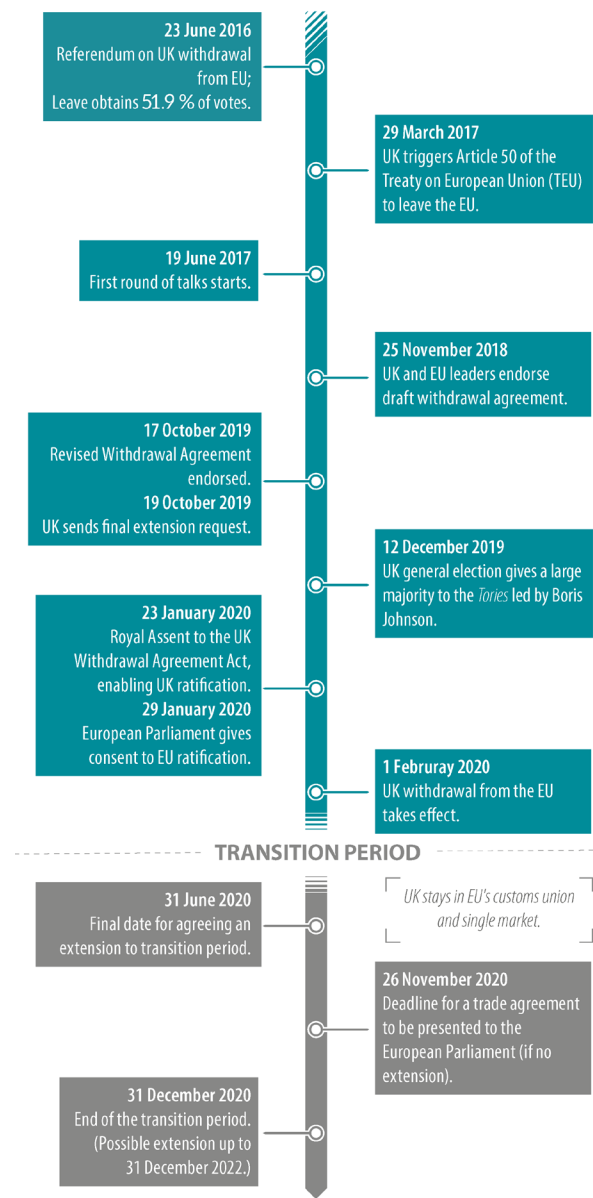 23 June 2016
Referendum on UK withdrawal
from EU;
Leave obtains 51.9 % of votes.
29 March 2017
UK triggers Article 50 of the
Treaty on European Union (TEU)
to leave the EU.
19 June 2017
First round of talks starts.
25 November 2018
UK and EU leaders endorse
draft withdrawal agreement.
17 October 2019
Revised Withdrawal Agreement
endorsed.
19 October 2019
UK sends final extension request.
12 December 2019
UK general election gives a large
majority to the Tories led by Boris
Johnson.
23 January 2020
Royal Assent to the UK
Withdrawal Agreement Act,
enabling UK ratification.
29 January 2020
European Parliament gives
consent to EU ratification.
1 Februray 2020
UK withdrawal from the EU
takes effect.
TRANSITION PERIOD
31 June 2020
Final date for agreeing an
extension to transition period.
UK stays in EU's customs union
and single market.
26 November 2020
Deadline for a trade agreement
to be presented to the
European Parliament (if no
extension).
31 December 2020
End of the transition period.
(Possible extension up to
31 December 2022.)